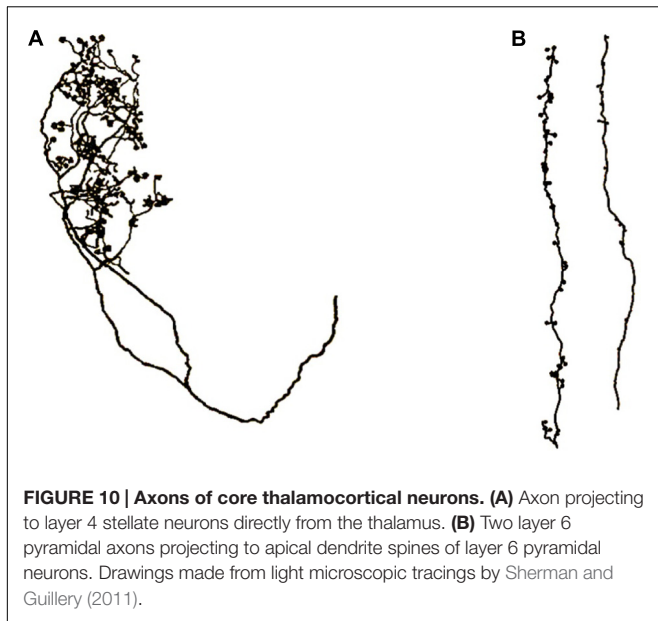 A
B
FIGURE 10 | Axons of core thalamocortical neurons. (A) Axon projecting
to layer 4 stellate neurons directly from the thalamus. (B) Two layer 6
pyramidal axons projecting to apical dendrite spines of layer 6 pyramidal
neurons. Drawings made from light microscopic tracings by Sherman and
Guillery (2011).